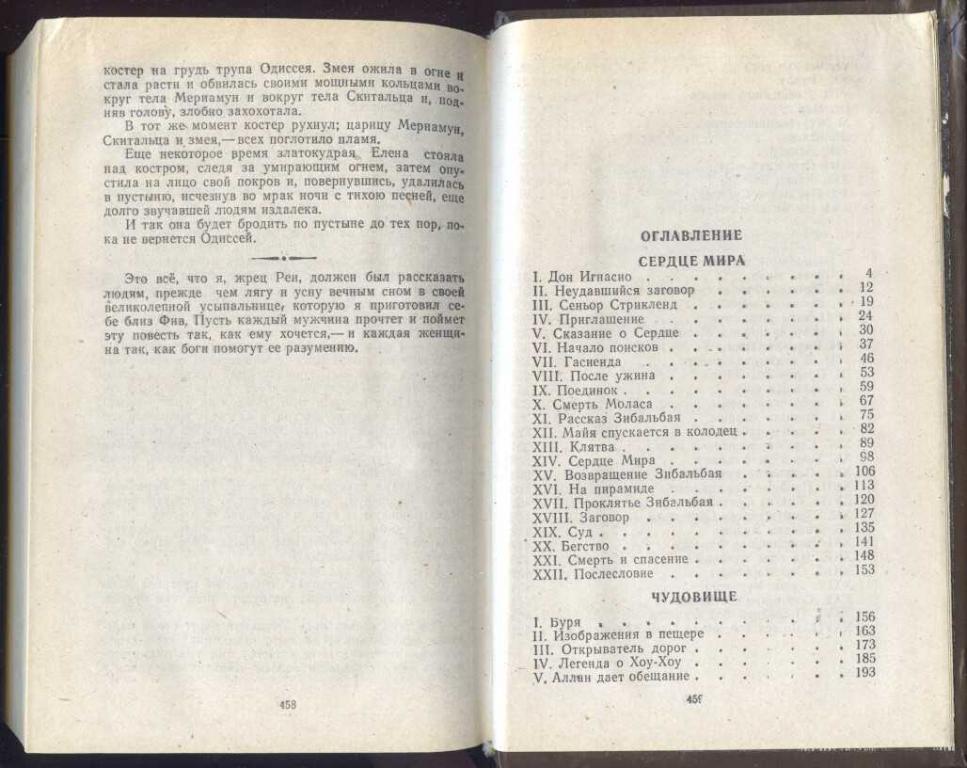 костер на грудь трупа Одиссея. Змея ожила в огне и
стала расти и обвилась своими мощными кольцами во-
круг тела Мериамун и вокруг тела Скитальца и, под-
няв голову, злобно захохотала.
В тот же момент костер рухнул; царицу Мериамун,
Скитальца и змея,— всех поглотило пламя.
Еще некоторое время златокудрая Елена стояла
над костром, следя за умирающим огнем, затем опу-
стила на лицо свой покров и, повернувшись, удалилась
в пустыню, исчезнув во мрак ночи с тихою песней, еще
долго звучавшей людям издалека.
И так она будет бродить по пустыне до тех пор, по-
ка не вернется Одиссей.
Это всё, что я, жрец Реи, должен был рассказать
людям, прежде чем лягу и усну вечным сном в своей
великолепной усыпальнице, которую я приготовил се-
бе близ Фив. Пусть каждый мужчина прочтет и поймет
эту повесть так, как ему хочется,— и каждая женщи-
на так, как боги помогут ее разумению.
458
ОГЛАВЛЕНИЕ
СЕРДЦЕ МИРА
I. Дон Игнасио . . . . . . . . . 4
II. Неудавшийся заговор . . . . . . . 12
III. Сеньор Стрикленд . . . . . . . . 19
IV. Приглашение . . . . . . . . . 24
V. Сказание о Сердце . . . . . . . 30
VI. Начало поисков . . . . . . . . 37
VII. Гасиенда . . . . . . . . . 46
VIII. После ужина . . . . . . . . 53
IX. Поединок . . . . . . . . . . 59
X. Смерть Моласа . . . . . . . . 67
XI. Рассказ Зибальбая . . . . . . . 75
XII. Майя спускается в колодец . . . . . . 82
XIII. Клятва . . . . . . . . . . 89
XIV. Сердце Мира . . . . . . . . 98
XV. Возвращение Зибальбая . . . . . . 106
XVI. На пирамиде . . . . . . . . 113
XVII. Проклятье Зибальбая . . . . . . 120
XVIII. Заговор . . . . . . . . . 127
XIX. Суд . . . . . . . . . . . 135
XX. Бегство . . . . . . . . . . 141
XXI. Смерть и спасение . . . . . . . 148
XXII. Послесловие . . . . . . . . 153
ЧУДОВИЩЕ
I. Буря . . . . . . . . . . . 156
II. Изображения в пещере . . . . . . 163
III. Открыватель дорог . . . . . . . 173
IV. Легенда о Хоу-Хоу . . . . . . . 185
V. Аллан дает обещание . . . . . . . 193
459